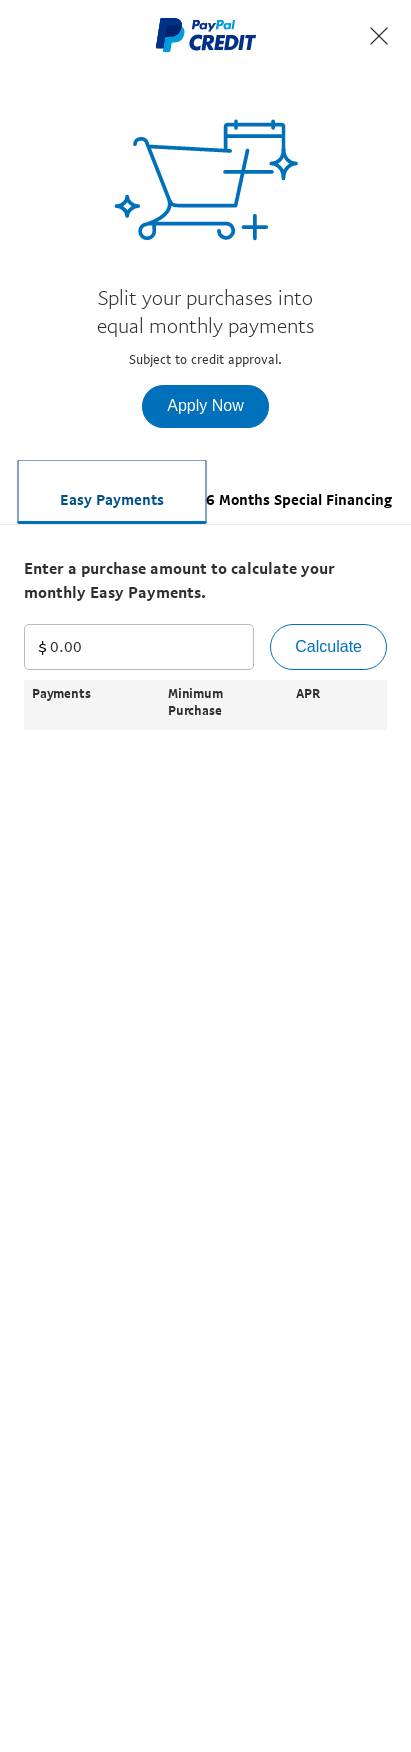 PayPal
CREDIT
Split your purchases into
equal monthly payments
Subject to credit approval.
Apply Now
Easy Payments
6 Months Special Financing
Enter a purchase amount to calculate your
monthly Easy Payments.
$ 0.00
Calculate
Payments
Minimum
Purchase
APR